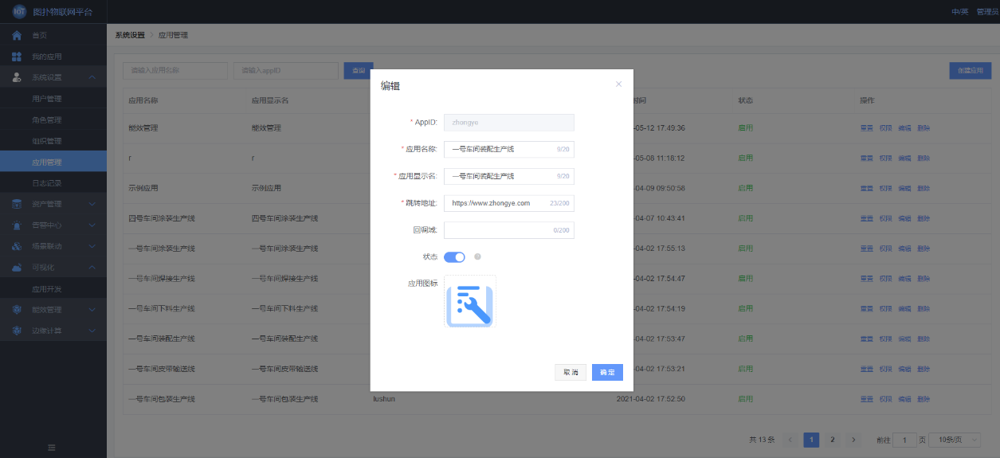 IOT 图扑物联网平台
中/英 管理员
首页
我的应用
系统设置
用户管理
角色管理
组织管理
应用管理
日志记录
资产管理
告警中心
场景联动
可视化
应用开发
能效管理
边缘计算
系统设置 > 应用管理
请输入应用名称 请输入appID 查询 创建应用
应用名称 应用显示名 时间 状态 操作
能效管理 能效管理 -05-12 17:49:36 启用 重置 权限 编辑 删除
r r -05-08 11:18:12 启用 重置 权限 编辑 删除
示例应用 示例应用 -04-09 09:50:58 启用 重置 权限 编辑 删除
四号车间涂装生产线 四号车间涂装生产线 -04-07 10:43:41 启用 重置 权限 编辑 删除
一号车间涂装生产线 一号车间涂装生产线 -04-02 17:55:13 启用 重置 权限 编辑 删除
一号车间焊接生产线 一号车间焊接生产线 -04-02 17:54:47 启用 重置 权限 编辑 删除
一号车间下料生产线 一号车间下料生产线 -04-02 17:54:19 启用 重置 权限 编辑 删除
一号车间装配生产线 一号车间装配生产线 -04-02 17:53:47 启用 重置 权限 编辑 删除
一号车间皮带输送线 一号车间皮带输送线 -04-02 17:53:21 启用 重置 权限 编辑 删除
一号车间包装生产线 一号车间包装生产线 lushun 2021-04-02 17:52:50 启用 重置 权限 编辑 删除
共 13 条 < 1 2 > 前往 1 页 10条/页
编辑 ×
* AppID: zhongye
* 应用名称: 一号车间装配生产线 9/20
* 应用显示名: 一号车间装配生产线 9/20
* 跳转地址: https://www.zhongye.com 23/200
回调域: 0/200
状态 ?
应用图标
取消 确定